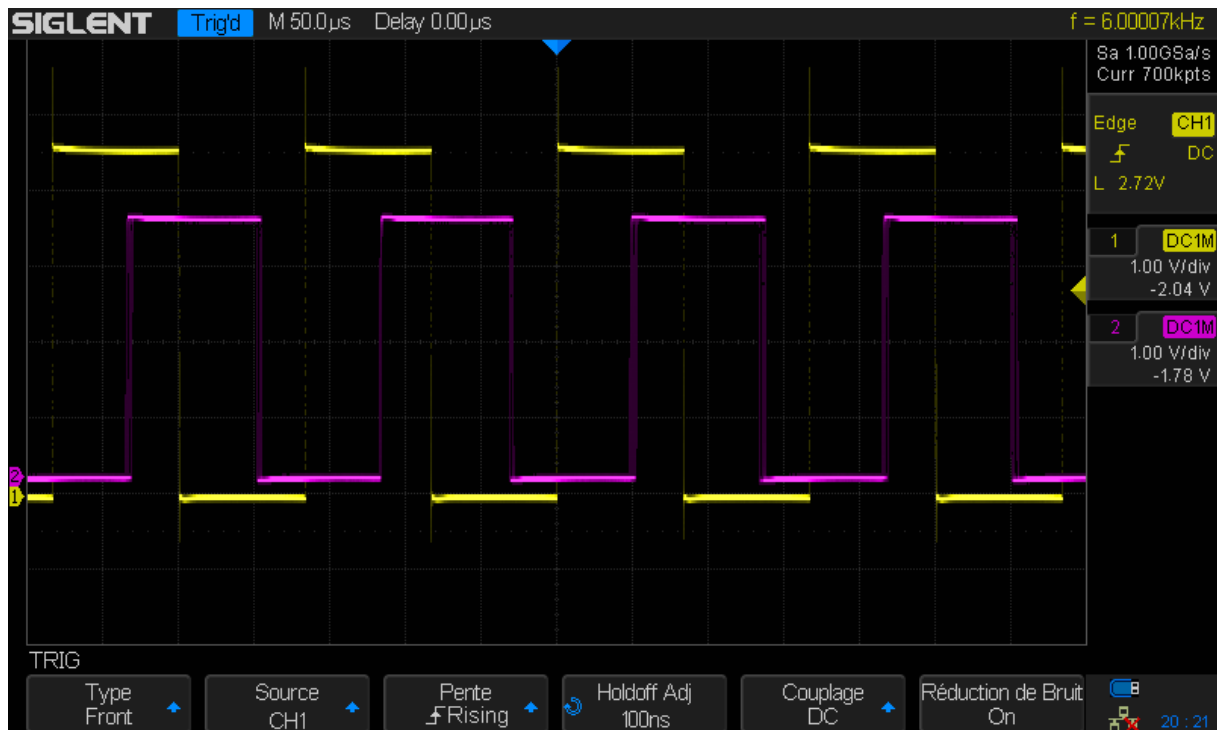 SIGLENT Trig'd M 50.0µs Delay 0.00µs f = 6.00007kHz
Sa 1.00GSa/s
Curr 700kpts
Edge CH1
DC
L 2.72V
1 DC1M
1.00 V/div
-2.04 V
2 DC1M
1.00 V/div
-1.78 V
2
1
TRIG
Type
Front
Source
CH1
Pente
Rising
Holdoff Adj
100ns
Couplage
DC
Réduction de Bruit
On
20 : 21